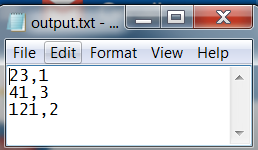 output.txt - ...
File Edit Format View Help
23,1
41,3
121,2